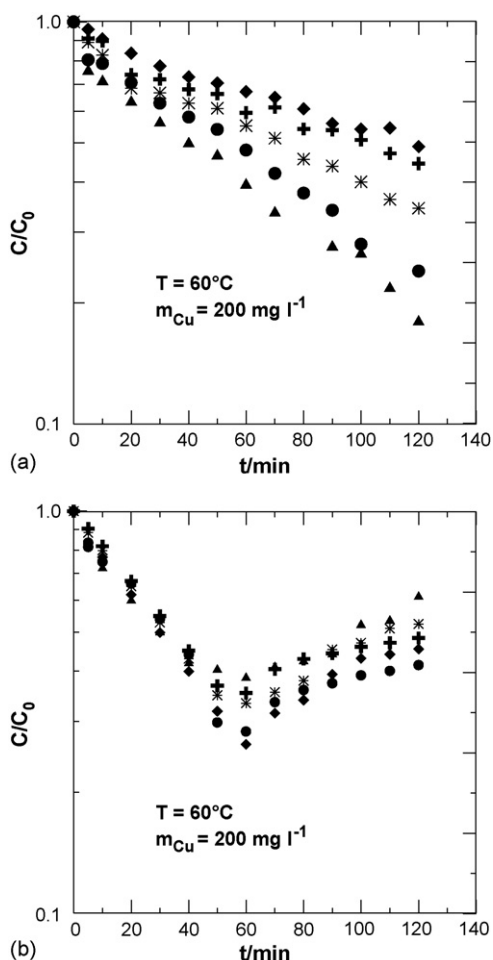 1.0
C/C0
T = 60°C
mCu = 200 mg l-1
0.1
0 20 40 60 80 100 120 140
(a)
t/min
1.0
C/C0
T = 60°C
mCu = 200 mg l-1
0.1
0 20 40 60 80 100 120 140
(b)
t/min